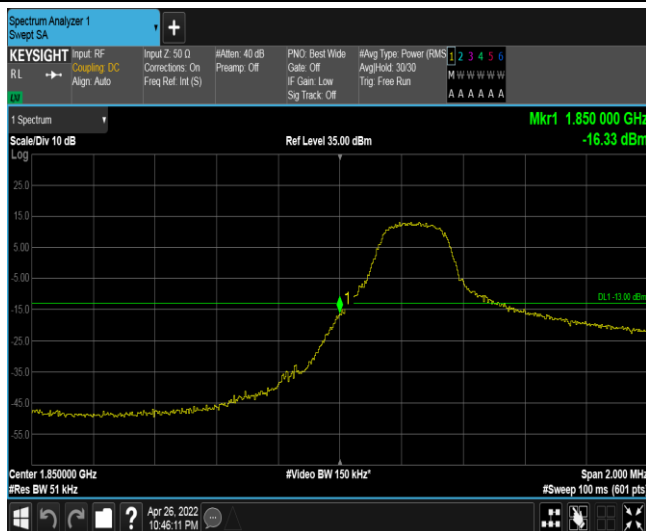 Spectrum Analyzer 1
Swept SA
+
KEYSIGHT
RL
Input: RF
Coupling: DC
Align: Auto
Input Z: 50 Ω
Corrections: On
Freq Ref: Int (S)
#Atten: 40 dB
Preamp: Off
PNO: Best Wide
Gate: Off
IF Gain: Low
Sig Track: Off
#Avg Type: Power (RMS
Avg|Hold: 30/30
Trig: Free Run
1 2 3 4 5 6
M W W W W W
A A A A A A
1 Spectrum
Scale/Div 10 dB
Ref Level 35.00 dBm
Mkr1 1.850 000 GHz
-16.33 dBm
Log
25.0
15.0
5.00
-5.00
-15.0
-25.0
-35.0
-45.0
-55.0
1
DL1 -13.00 dBm
Center 1.850000 GHz
#Video BW 150 kHz*
Span 2.000 MHz
#Res BW 51 kHz
#Sweep 100 ms (601 pts)
?
Apr 26, 2022
10:46:11 PM